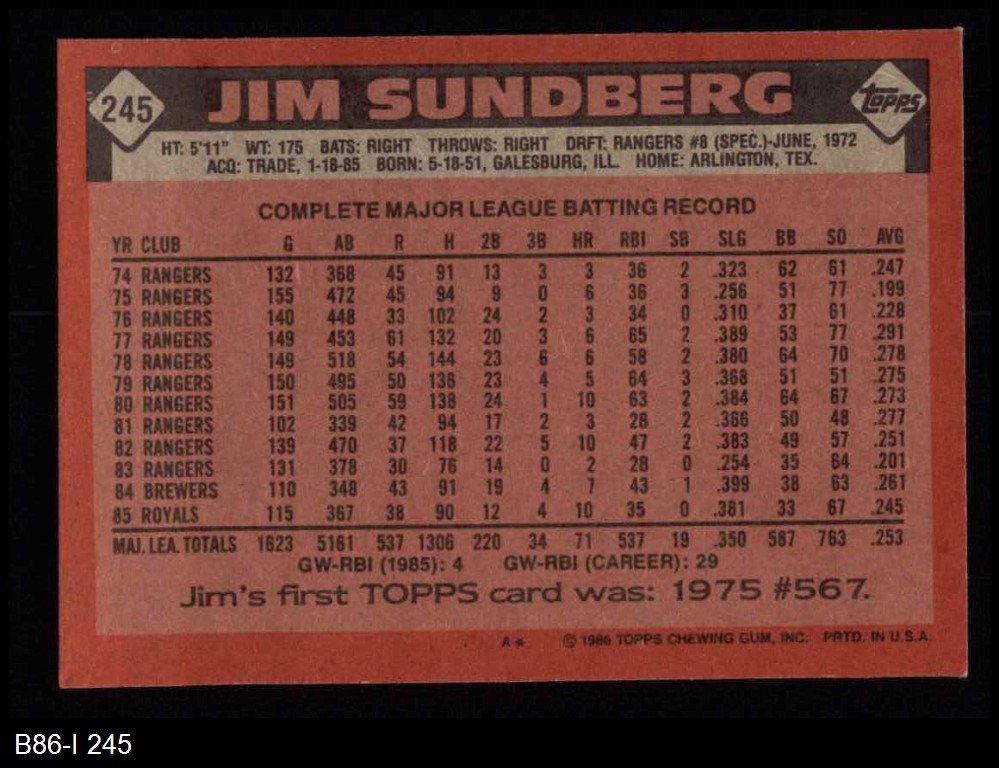 245 JIM SUNDBERG Topps
HT: 5'11" WT: 175 BATS: RIGHT THROWS: RIGHT DRFT: RANGERS #8 (SPEC.)-JUNE, 1972
ACQ: TRADE, 1-18-85 BORN: 5-18-51, GALESBURG, ILL. HOME: ARLINGTON, TEX.
COMPLETE MAJOR LEAGUE BATTING RECORD
YR CLUB G AB R H 2B 3B HR RBI SB SLG BB SO AVG
74 RANGERS 132 368 45 91 13 3 3 36 2 .323 62 61 .247
75 RANGERS 155 472 45 94 9 0 6 36 3 .256 51 77 .199
76 RANGERS 140 448 33 102 24 2 3 34 0 .310 37 61 .228
77 RANGERS 149 453 61 132 20 3 6 65 2 .389 53 77 .291
78 RANGERS 149 518 54 144 23 6 6 58 2 .380 64 70 .278
79 RANGERS 150 495 50 136 23 4 5 64 3 .368 51 51 .275
80 RANGERS 151 505 59 138 24 1 10 63 2 .384 64 67 .273
81 RANGERS 102 339 42 94 17 2 3 28 2 .366 50 48 .277
82 RANGERS 139 470 37 118 22 5 10 47 2 .383 49 57 .251
83 RANGERS 131 378 30 76 14 0 2 28 0 .254 35 64 .201
84 BREWERS 110 348 43 91 19 4 7 43 1 .399 38 63 .261
85 ROYALS 115 367 38 90 12 4 10 35 0 .381 33 67 .245
MAJ. LEA. TOTALS 1623 5161 537 1306 220 34 71 537 19 .350 587 763 .253
GW-RBI (1985): 4 GW-RBI (CAREER): 29
Jim's first TOPPS card was: 1975 #567.
A* © 1986 TOPPS CHEWING GUM, INC. PRTD. IN U.S.A.
B86-I 245